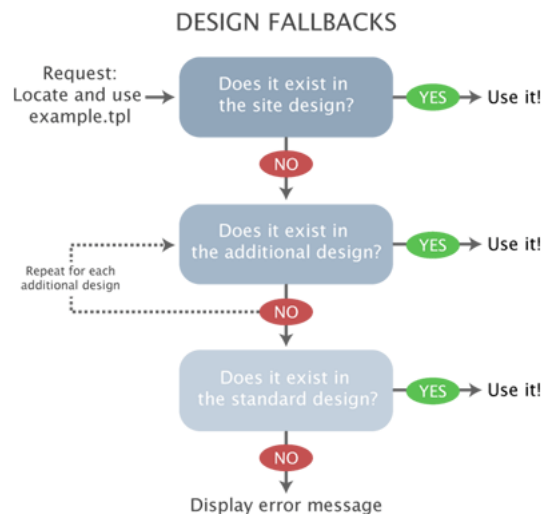 DESIGN FALLBACKS
Request:
Locate and use
example.tpl
Does it exist in
the site design?
YES
Use it!
NO
Does it exist in
the additional design?
YES
Use it!
Repeat for each
additional design
NO
Does it exist in
the standard design?
YES
Use it!
NO
Display error message